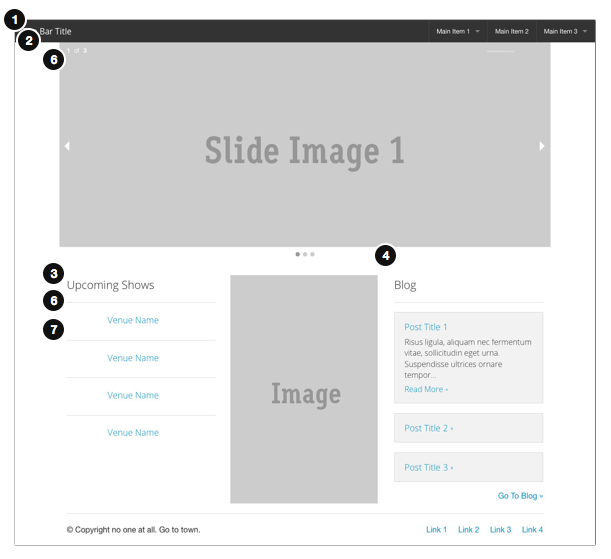 1
2
Bar Title
Main Item 1
Main Item 2
Main Item 3
6
1 of 3
Slide Image 1
4
3
Upcoming Shows
6
7
Venue Name
Venue Name
Venue Name
Venue Name
Image
Blog
Post Title 1
Risus ligula, aliquam nec fermentum
vitae, sollicitudin eget urna.
Suspendisse ultrices ornare
tempor...
Read More »
Post Title 2 »
Post Title 3 »
Go To Blog »
© Copyright no one at all. Go to town.
Link 1 Link 2 Link 3 Link 4